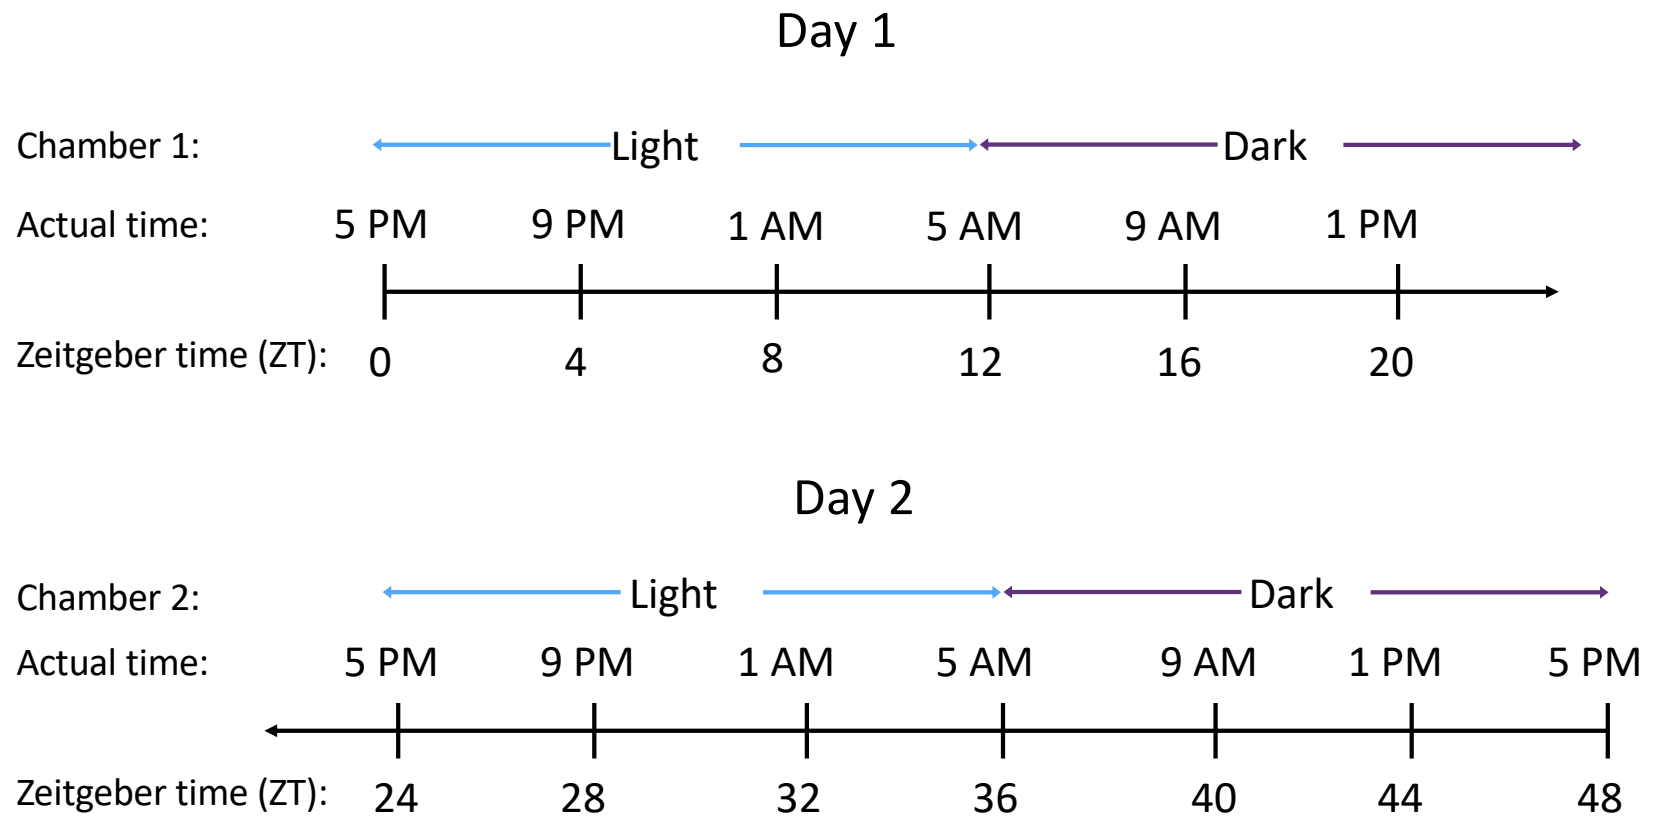 Day 1
Chamber 1: Light Dark
Actual time: 5 PM 9 PM 1 AM 5 AM 9 AM 1 PM
Zeitgeber time (ZT): 0 4 8 12 16 20
Day 2
Chamber 2: Light Dark
Actual time: 5 PM 9 PM 1 AM 5 AM 9 AM 1 PM 5 PM
Zeitgeber time (ZT): 24 28 32 36 40 44 48